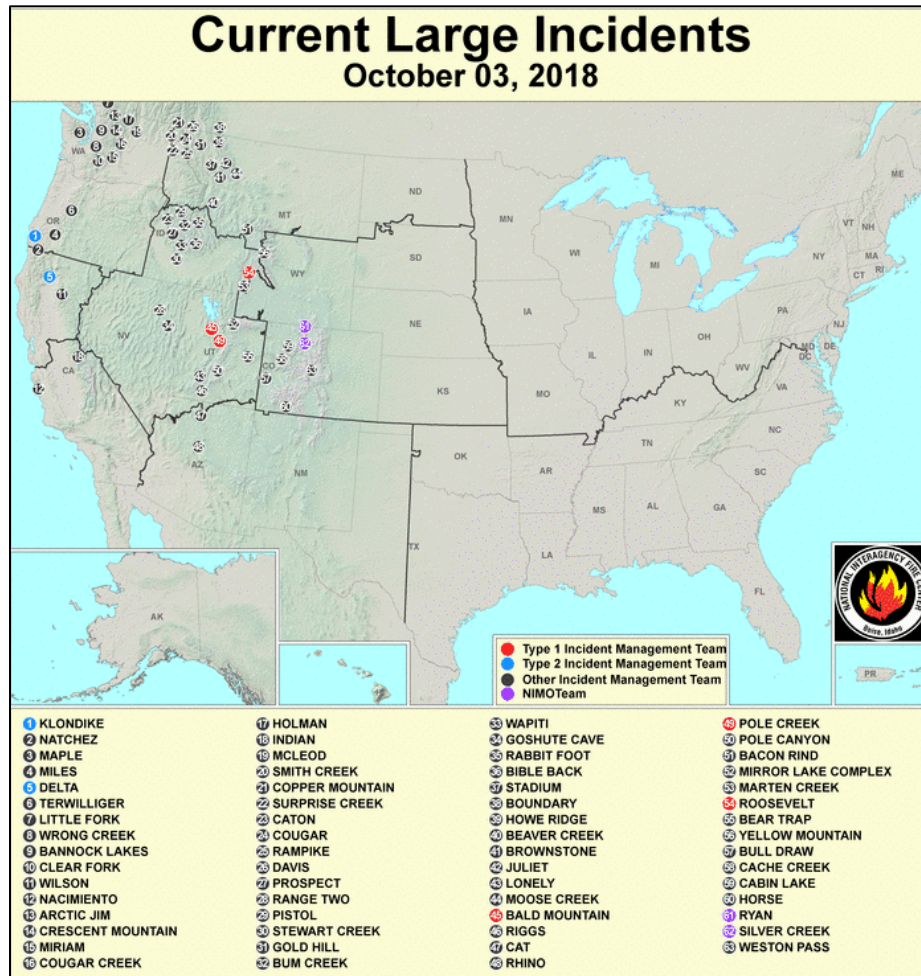 Current Large Incidents
October 03, 2018
WA
OR
ID
MT
ND
MN
SD
WY
WI
MI
ME
VT
NH
NY
MA
CT
RI
NV
UT
CO
NE
IA
IL
IN
OH
PA
NJ
MD
DE
DC
WV
VA
CA
KS
MO
KY
AZ
NM
OK
AR
TN
NC
SC
MS
AL
GA
TX
LA
FL
AK
PR
NATIONAL INTERAGENCY FIRE CENTER
Boise, Idaho
Type 1 Incident Management Team
Type 2 Incident Management Team
Other Incident Management Team
NIMOTeam
1 KLONDIKE
2 NATCHEZ
3 MAPLE
4 MILES
5 DELTA
6 TERWILLIGER
7 LITTLE FORK
8 WRONG CREEK
9 BANNOCK LAKES
10 CLEAR FORK
11 WILSON
12 NACIMIENTO
13 ARCTIC JIM
14 CRESCENT MOUNTAIN
15 MIRIAM
16 COUGAR CREEK
17 HOLMAN
18 INDIAN
19 MCLEOD
20 SMITH CREEK
21 COPPER MOUNTAIN
22 SURPRISE CREEK
23 CATON
24 COUGAR
25 RAMPIKE
26 DAVIS
27 PROSPECT
28 RANGE TWO
29 PISTOL
30 STEWART CREEK
31 GOLD HILL
32 BUM CREEK
33 WAPITI
34 GOSHUTE CAVE
35 RABBIT FOOT
36 BIBLE BACK
37 STADIUM
38 BOUNDARY
39 HOWE RIDGE
40 BEAVER CREEK
41 BROWNSTONE
42 JULIET
43 LONELY
44 MOOSE CREEK
45 BALD MOUNTAIN
46 RIGGS
47 CAT
48 RHINO
49 POLE CREEK
50 POLE CANYON
51 BACON RIND
52 MIRROR LAKE COMPLEX
53 MARTEN CREEK
54 ROOSEVELT
55 BEAR TRAP
56 YELLOW MOUNTAIN
57 BULL DRAW
58 CACHE CREEK
59 CABIN LAKE
60 HORSE
61 RYAN
62 SILVER CREEK
63 WESTON PASS